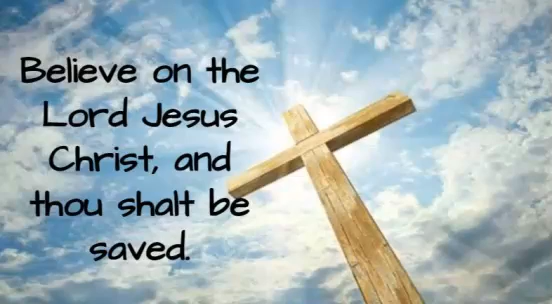 Believe on the
Lord Jesus
Christ, and
thou shalt be
saved.